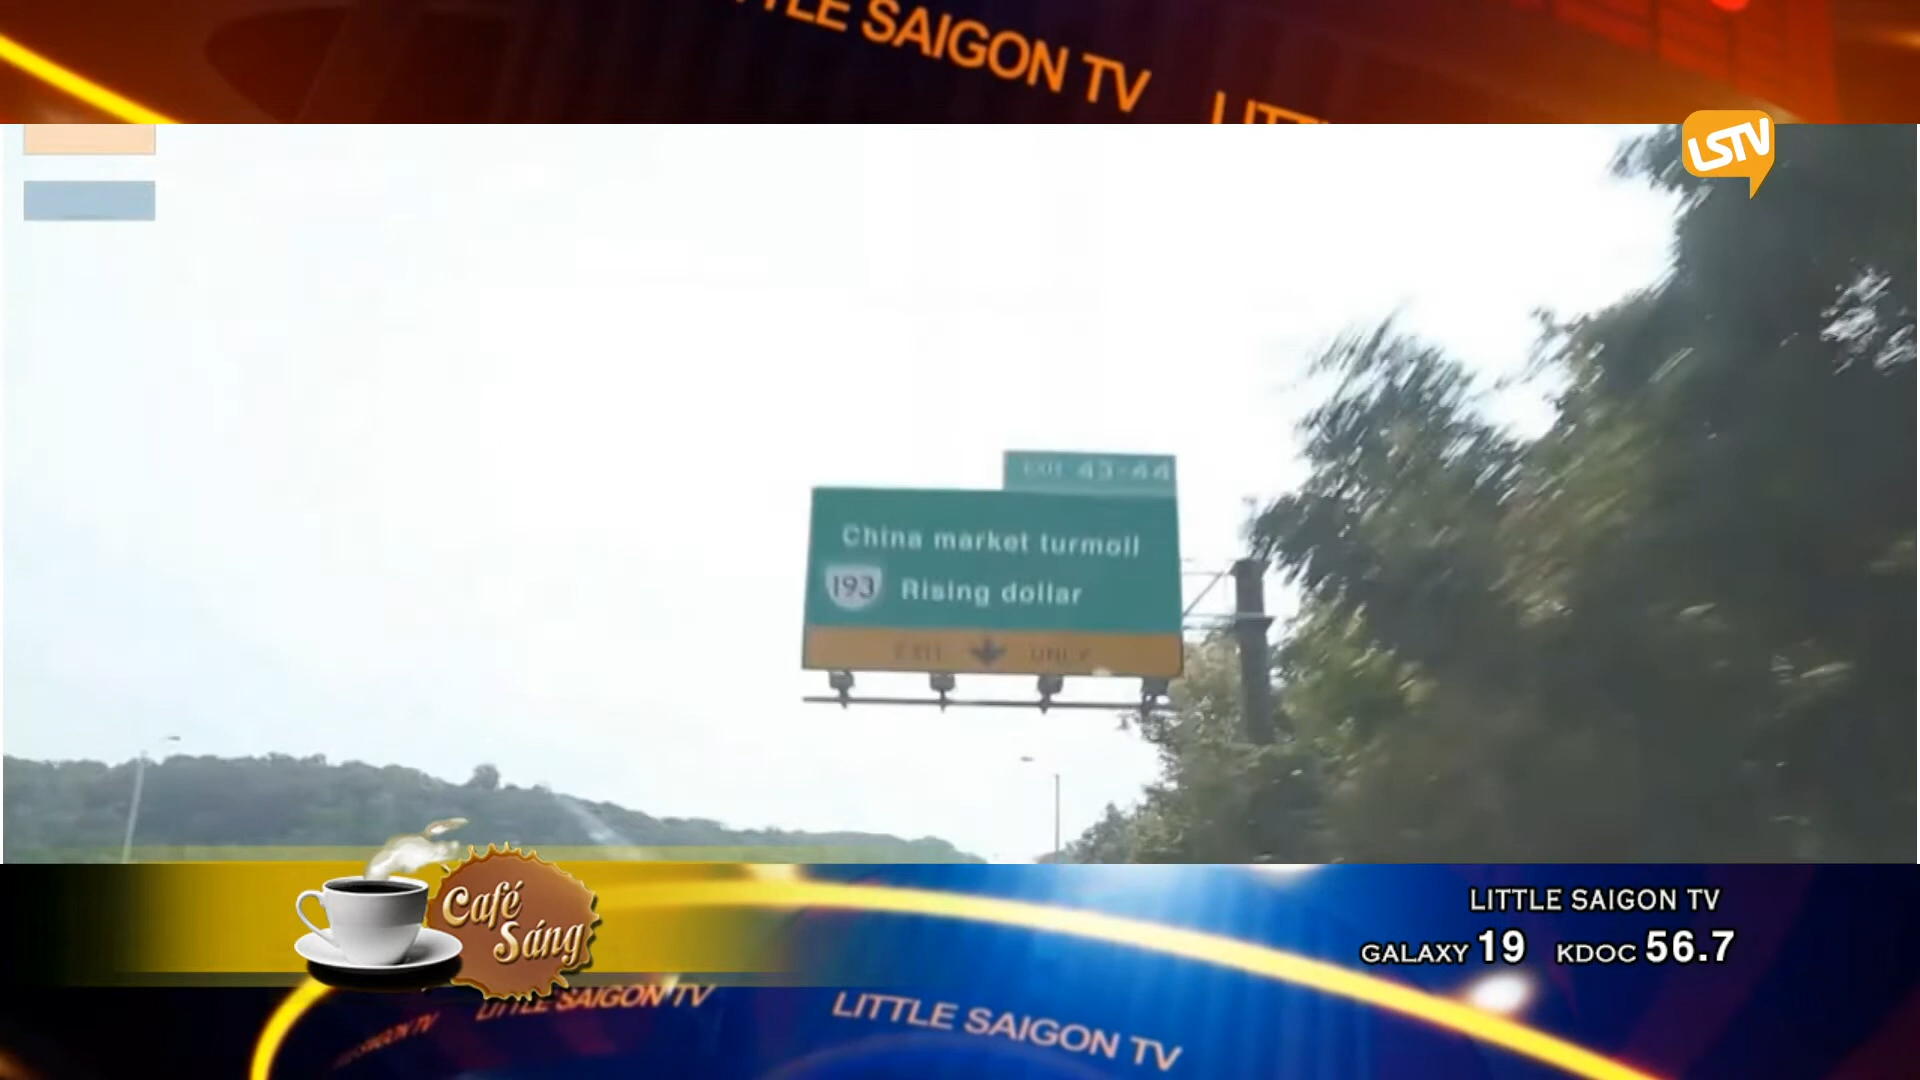 LITTLE SAIGON TV
LSTV
EXIT 43-44
China market turmoil
193 Rising dollar
EXIT ONLY
Café
Sáng
LITTLE SAIGON TV
GALAXY 19 KDOC 56.7
LITTLE SAIGON TV
LITTLE SAIGON TV